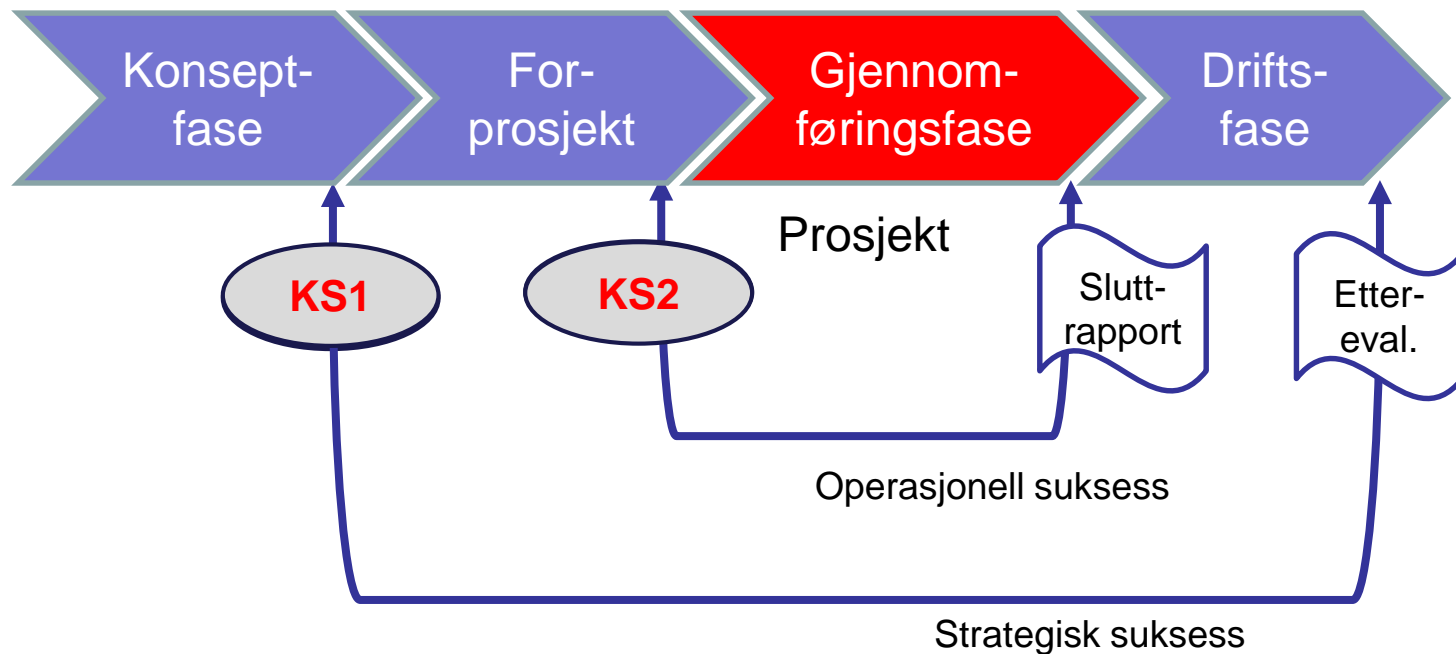 Konsept-
fase
For-
prosjekt
Gjennom-
føringsfase
Drifts-
fase
Prosjekt
KS1
KS2
Slutt-
rapport
Etter-
eval.
Operasjonell suksess
Strategisk suksess